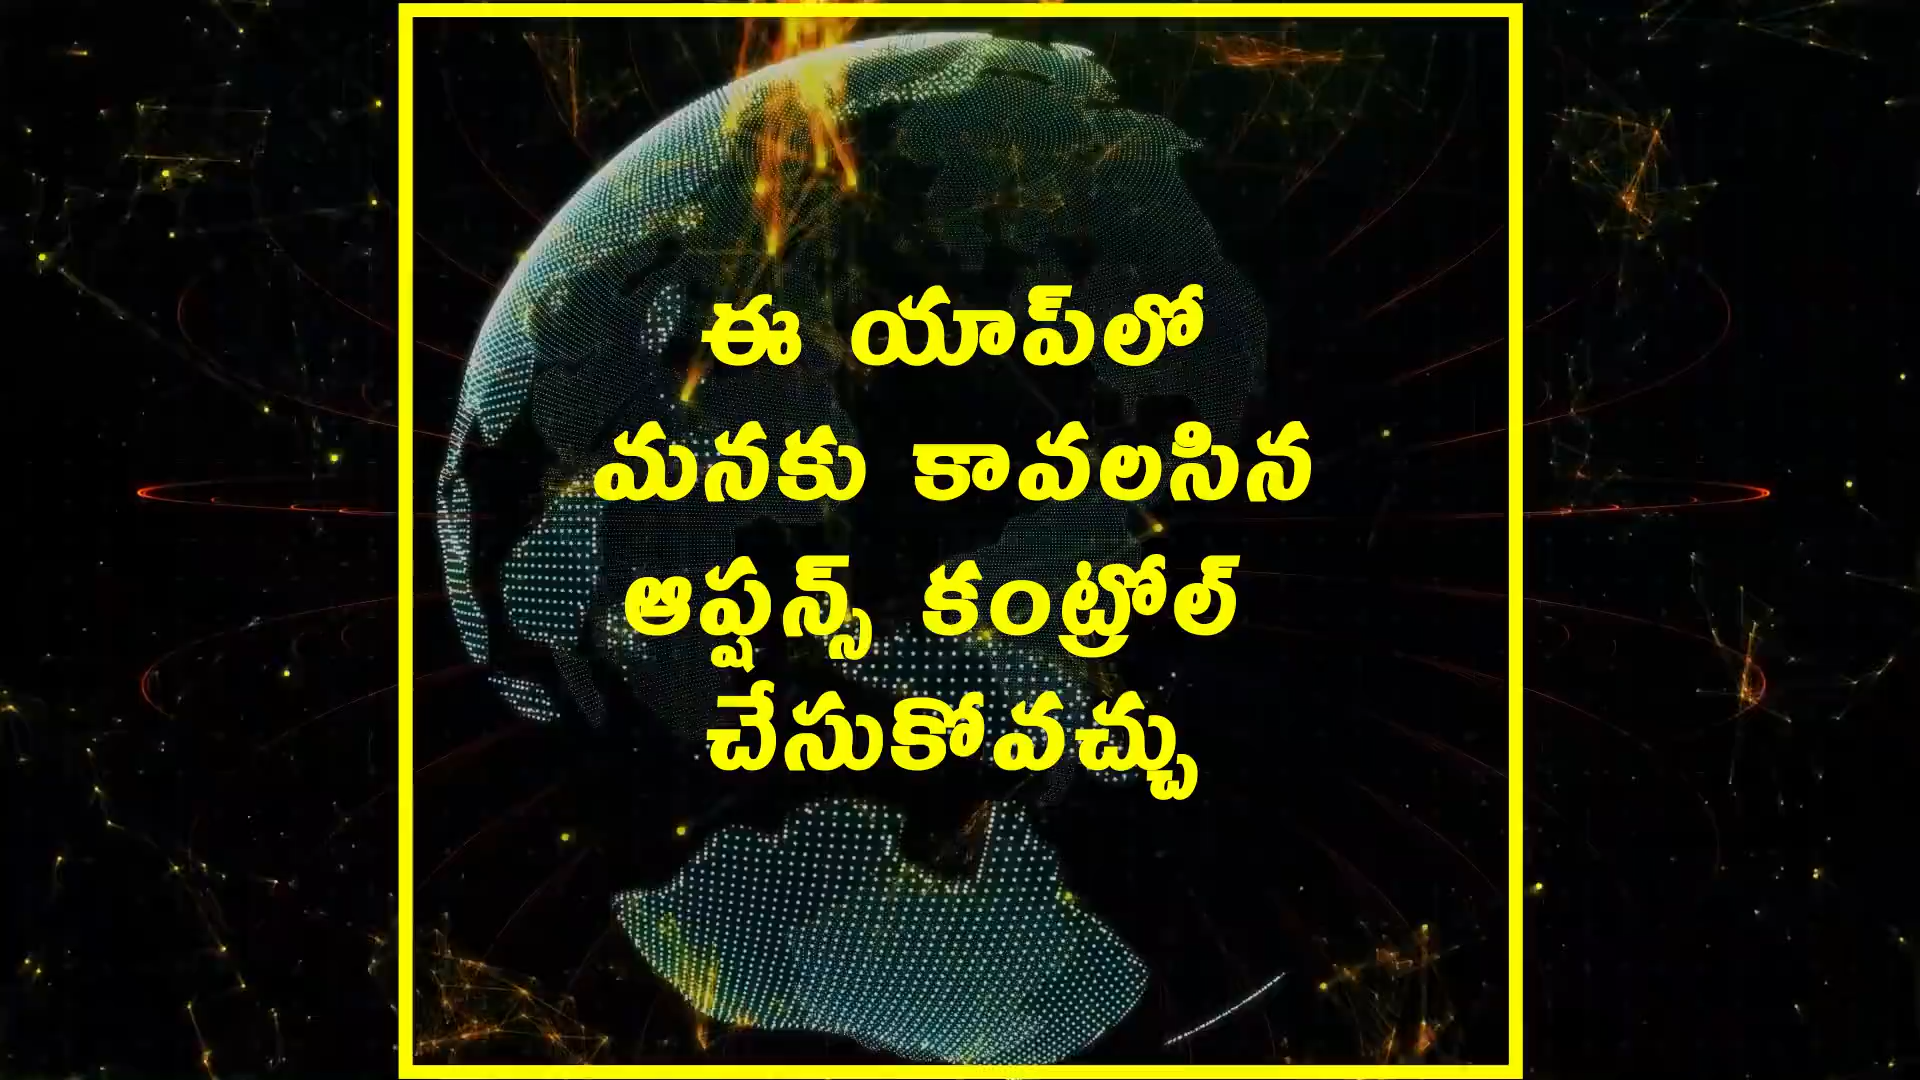 ఈ యాప్‌లో
మనకు కావలసిన
ఆప్షన్స్ కంట్రోల్
చేసుకోవచ్చు